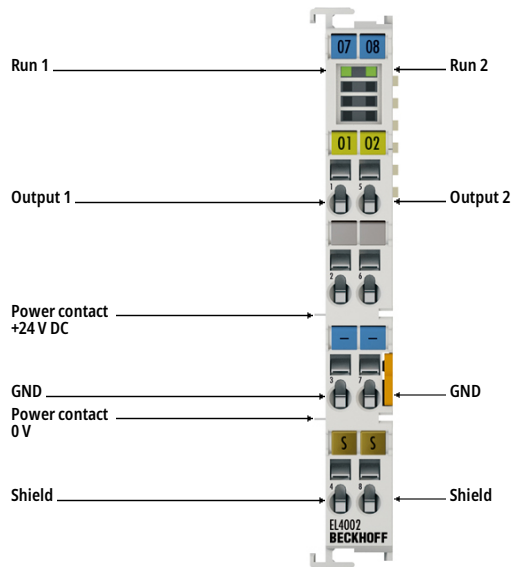 07 08
Run 1
Run 2
01 02
1 5
Output 1
Output 2
2 6
Power contact
+24 V DC
– –
3 7
GND
GND
Power contact
0 V
S S
Shield
Shield
4 8
EL4002
BECKHOFF